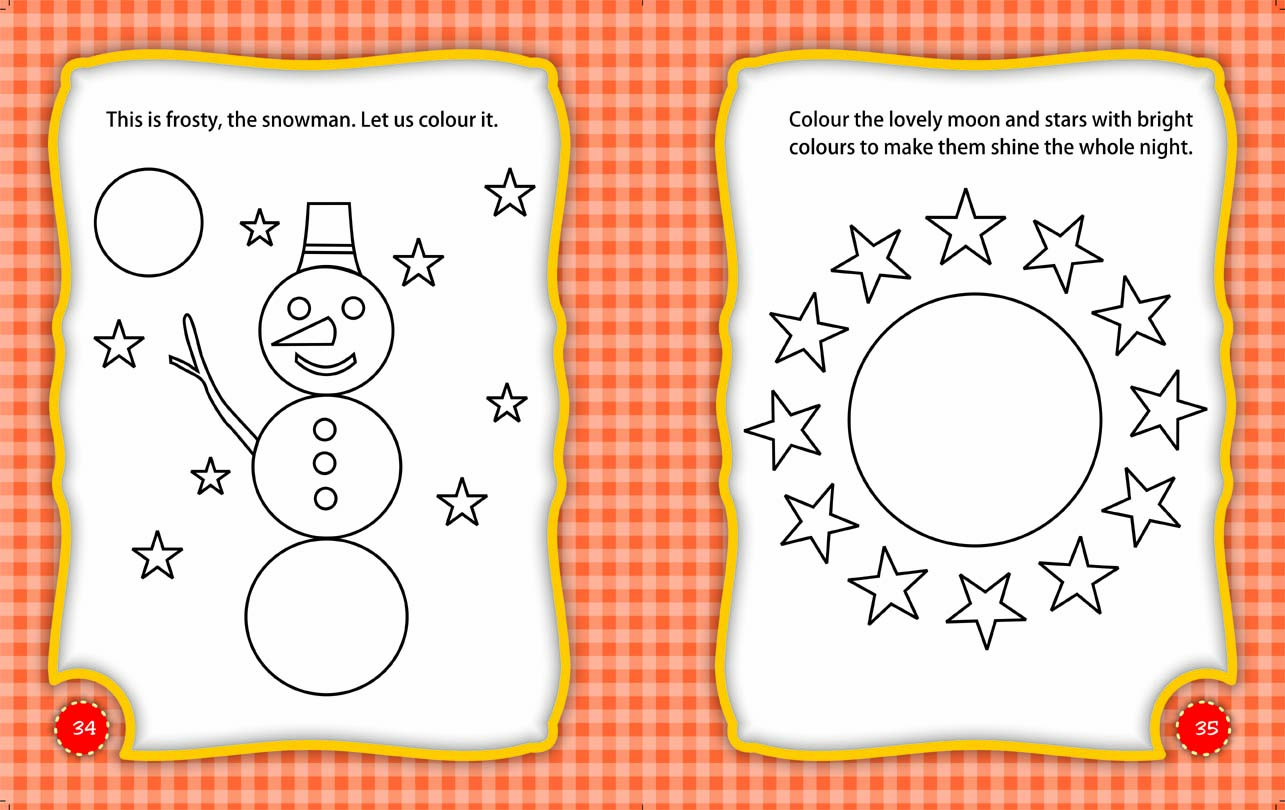 This is frosty, the snowman. Let us colour it.
34
Colour the lovely moon and stars with bright
colours to make them shine the whole night.
35